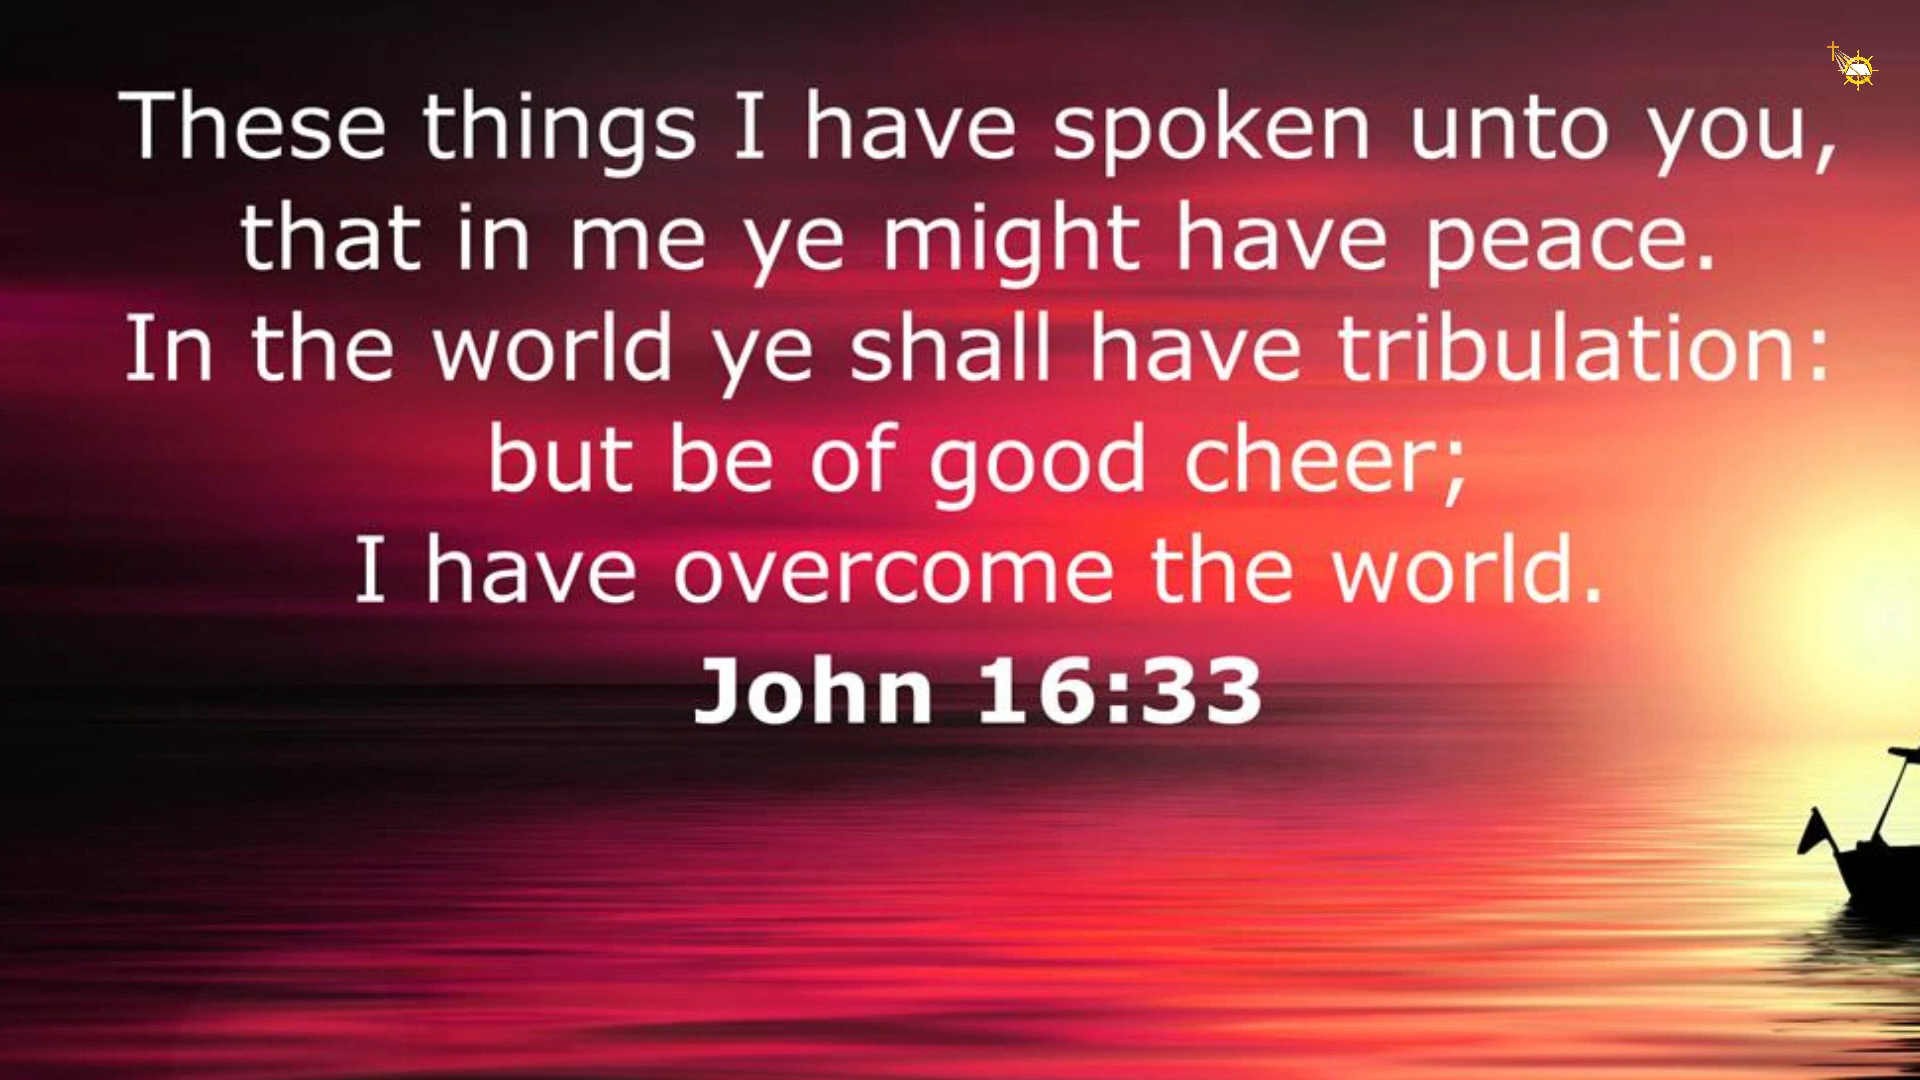 These things I have spoken unto you,
that in me ye might have peace.
In the world ye shall have tribulation:
but be of good cheer;
I have overcome the world.
John 16:33